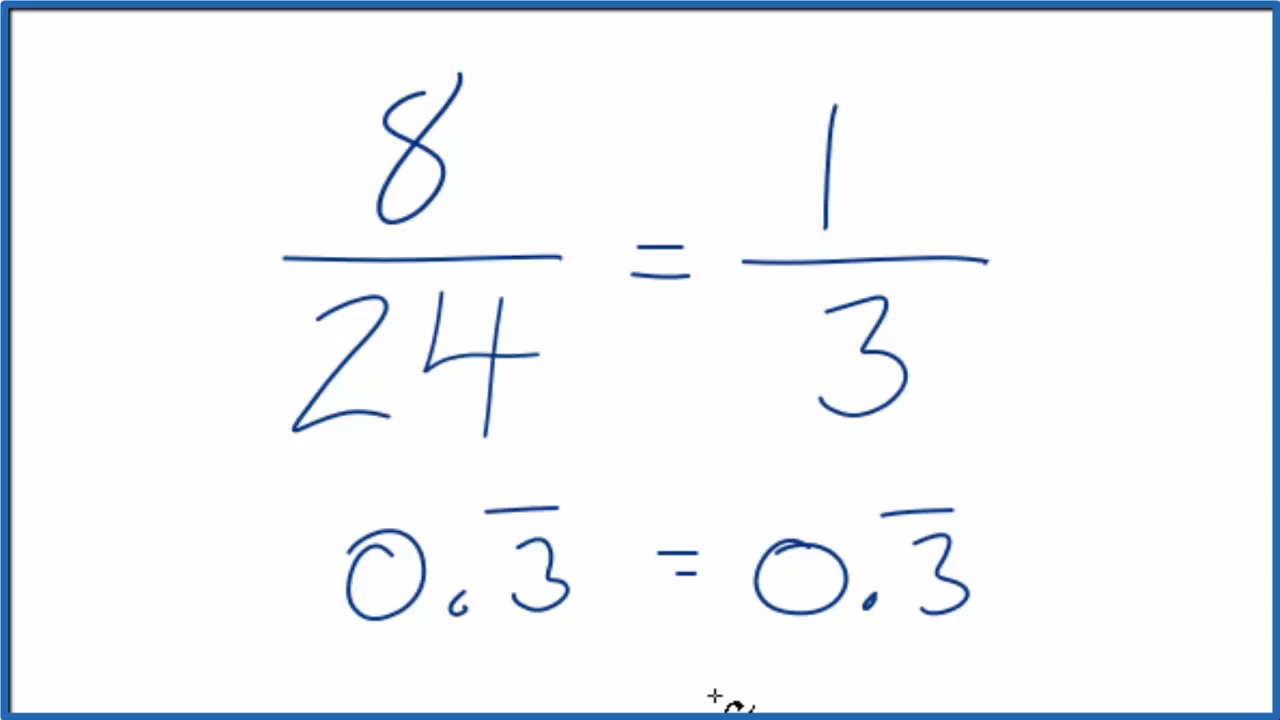 8/24 = 1/3
0.3̅ = 0.3̅